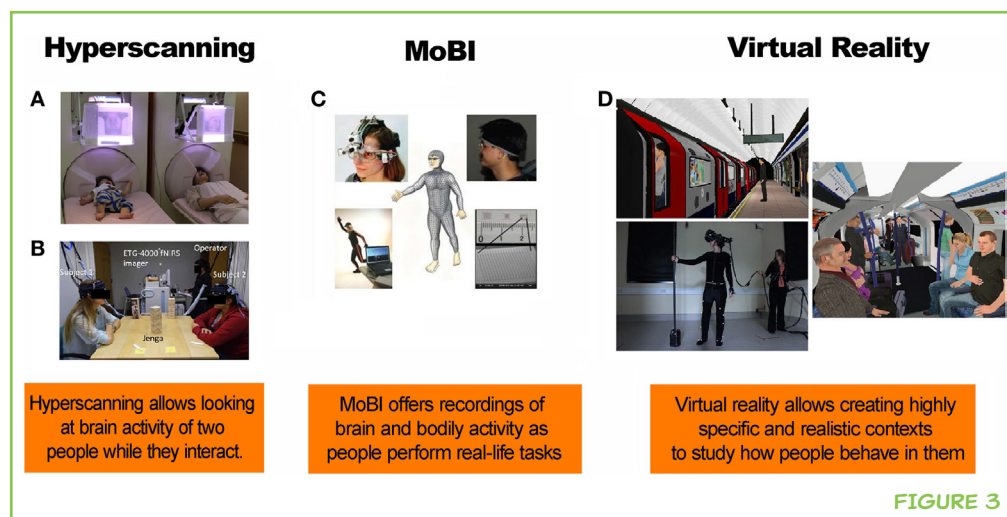 Hyperscanning
MoBI
Virtual Reality
A
C
D
0
2
B
ETG-4000 fNIRS
imager
Operator
Subject 1
Subject 2
Jenga
Hyperscanning allows looking
at brain activity of two
people while they interact.
MoBI offers recordings of
brain and bodily activity as
people perform real-life tasks
Virtual reality allows creating highly
specific and realistic contexts
to study how people behave in them
FIGURE 3